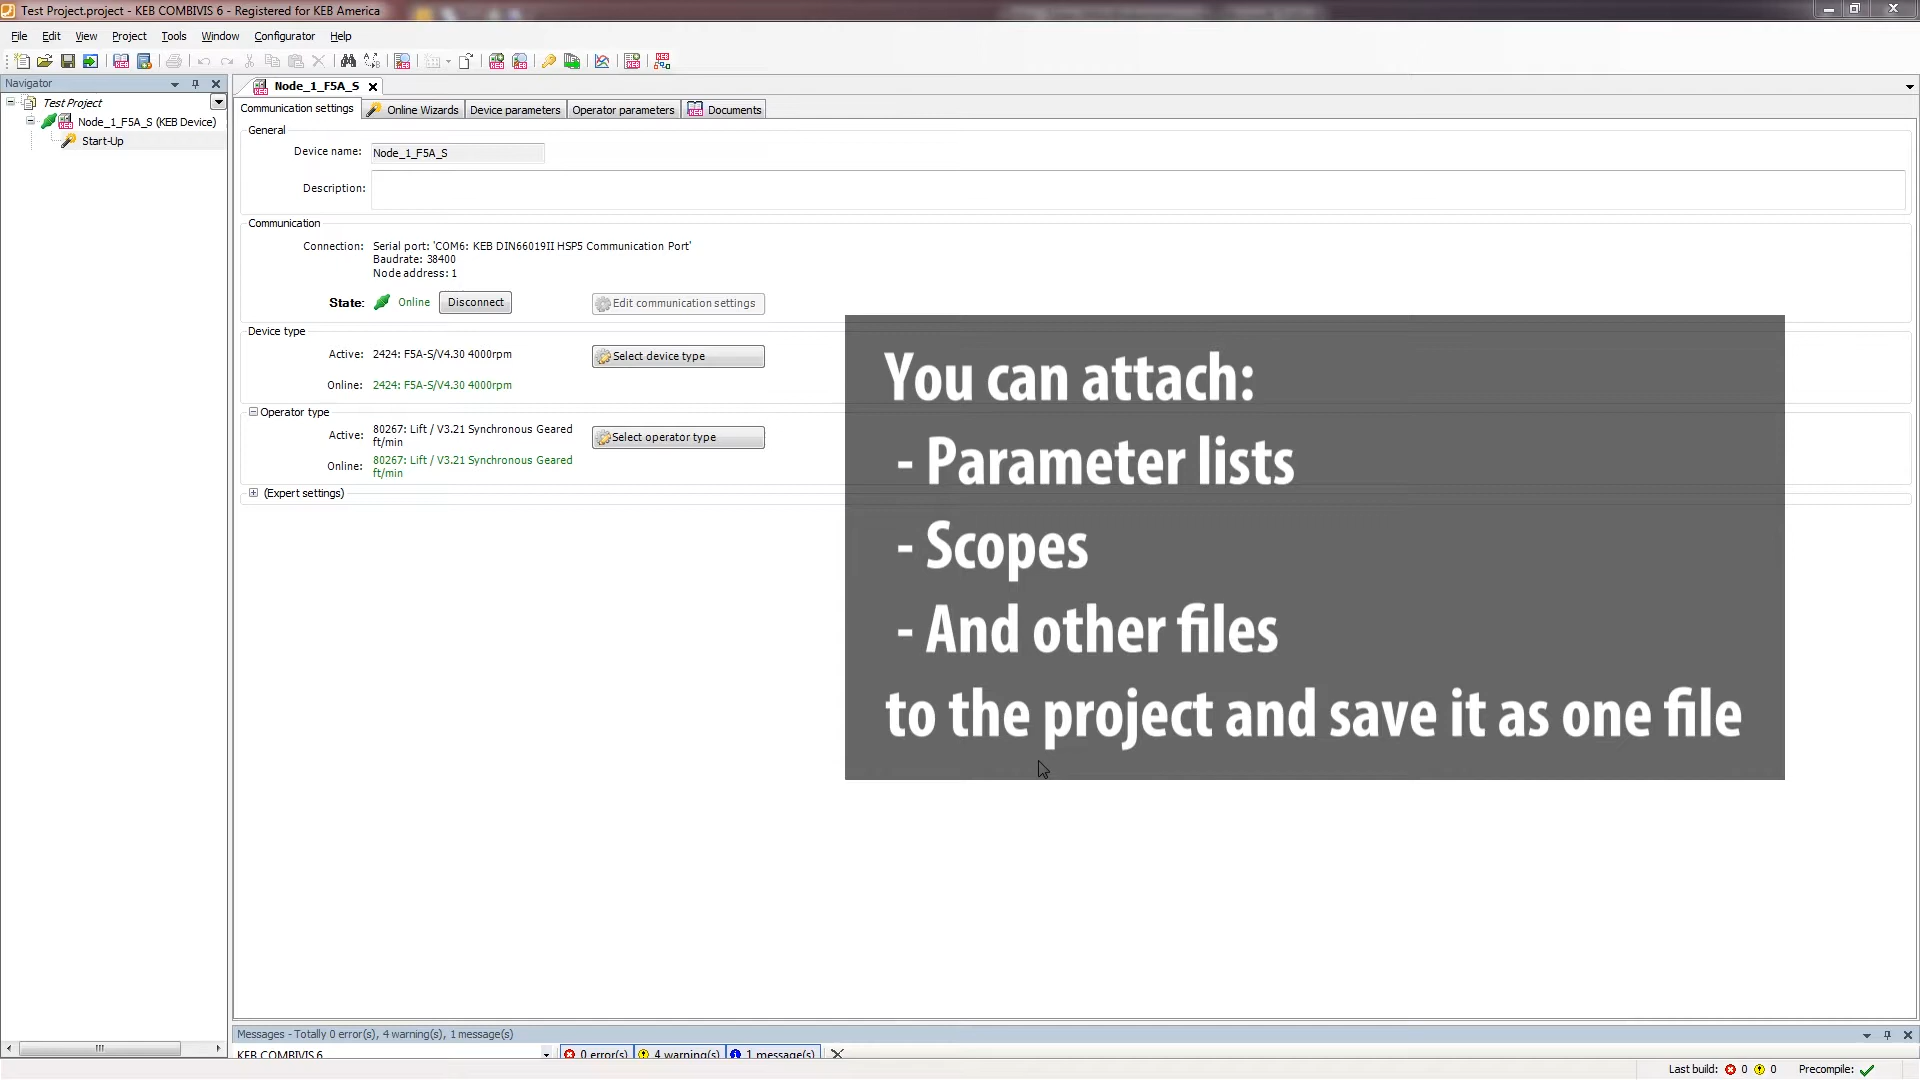 Test Project.project - KEB COMBIVIS 6 - Registered for KEB America
File Edit View Project Tools Window Configurator Help
Navigator
Test Project
Node_1_F5A_S (KEB Device)
Start-Up
Node_1_F5A_S
Communication settings Online Wizards Device parameters Operator parameters Documents
General
Device name: Node_1_F5A_S
Description:
Communication
Connection: Serial port: 'COM6: KEB DIN66019II HSP5 Communication Port'
Baudrate: 38400
Node address: 1
State: Online Disconnect Edit communication settings
Device type
Active: 2424: F5A-S/V4.30 4000rpm Select device type
Online: 2424: F5A-S/V4.30 4000rpm
Operator type
Active: 80267: Lift / V3.21 Synchronous Geared ft/min Select operator type
Online: 80267: Lift / V3.21 Synchronous Geared ft/min
(Expert settings)
You can attach:
- Parameter lists
- Scopes
- And other files
to the project and save it as one file
Messages - Totally 0 error(s), 4 warning(s), 1 message(s)
KEB COMBIVIS 6 0 error(s) 4 warning(s) 1 message(s)
Last build: 0 0 Precompile: